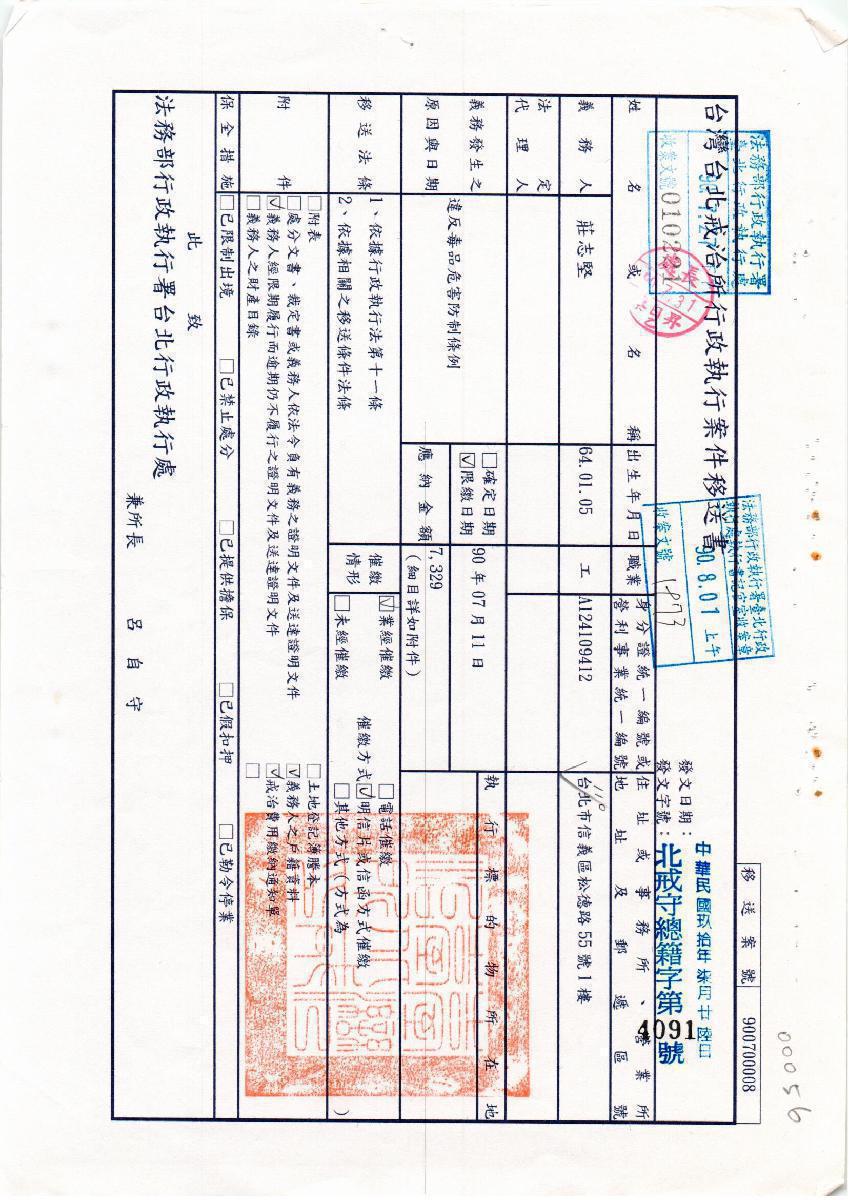 00056
移送案號 900700008
台灣台北戒治所行政執行案件移送書
法務部行政執行署
臺北行政執行處
收案文號
法務部行政執行署臺北行政
90.8.01 上午
收案文號 1873
發文日期：
發文字號：北戒守總籍字第4091號
姓名或名稱
出生年月日
職業
身分證統一編號或營利事業統一編號
住址或事務所、營業所地址及郵遞區號
義務人
莊志堅
64.01.05
工
A124109412
110
台北市信義區松德路55號1樓
法定代理人
義務發生之原因與日期
違反毒品危害防制條例
□確定日期
☑限繳日期
90年07月11日
執行標的物所在地
應納金額
7,329
(細目詳如附件)
移送法條
1、依據行政執行法第十一條
2、依據相關之移送條件法條
催繳情形
☑業經催繳
□未經催繳
催繳方式
□電話催繳
☑明信片或信函方式催繳
□其他方式(方式為 )
附件
□附表
□處分文書、裁定書或義務人依法令負有義務之證明文件及送達證明文件
☑義務人經限期履行而逾期仍不履行之證明文件及送達證明文件
□義務人之財產目錄
□土地登記簿謄本
☑義務人之戶籍資料
☑戒治費用繳納通知單
□
保全措施
□已限制出境 □已禁止處分 □已提供擔保 □已假扣押 □已勒令停業
此致
法務部行政執行署台北行政執行處
兼所長 呂自守